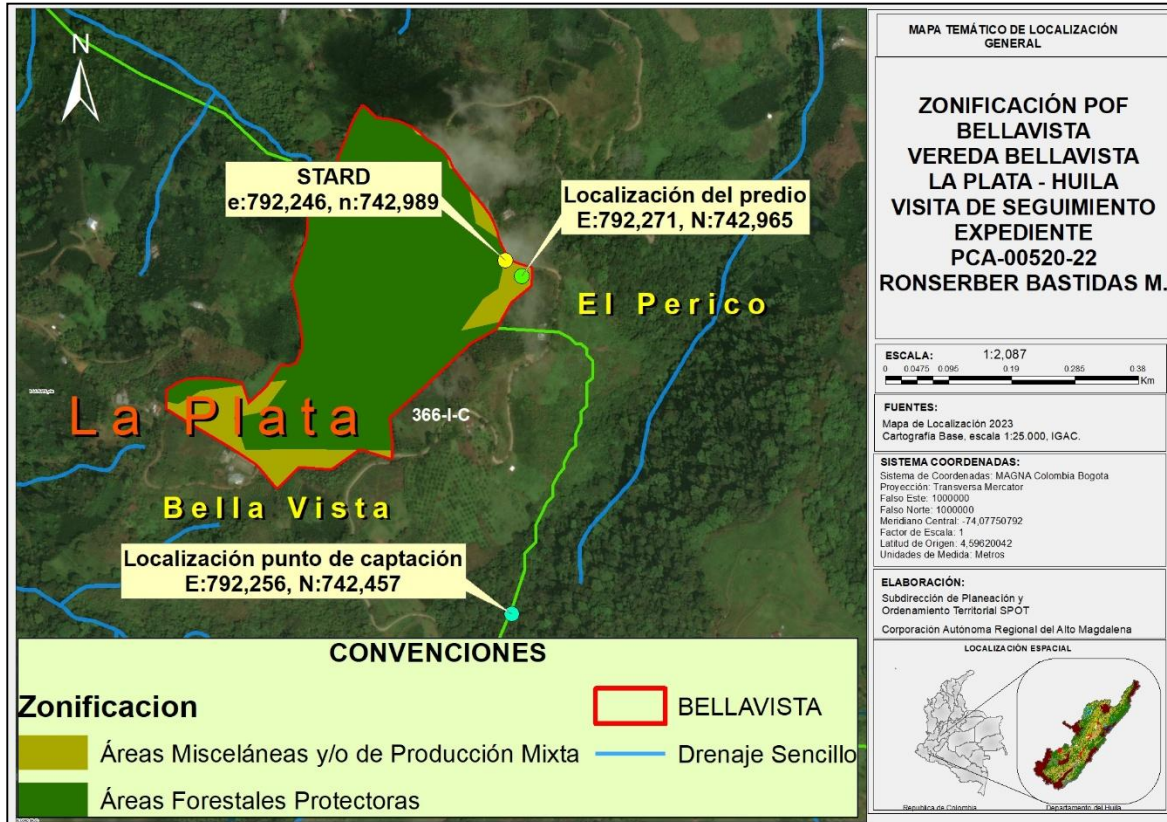 N
STARD
e:792,246, n:742,989
Localización del predio
E:792,271, N:742,965
El Perico
La Plata
366-I-C
Bella Vista
Localización punto de captación
E:792,256, N:742,457
CONVENCIONES
Zonificacion
Áreas Misceláneas y/o de Producción Mixta
Áreas Forestales Protectoras
BELLAVISTA
Drenaje Sencillo
MAPA TEMÁTICO DE LOCALIZACIÓN
GENERAL
ZONIFICACIÓN POF
BELLAVISTA
VEREDA BELLAVISTA
LA PLATA - HUILA
VISITA DE SEGUIMIENTO
EXPEDIENTE
PCA-00520-22
RONSERBER BASTIDAS M.
ESCALA: 1:2,087
0 0.0475 0.095 0.19 0.285 0.38
Km
FUENTES:
Mapa de Localización 2023
Cartografía Base, escala 1:25.000, IGAC.
SISTEMA COORDENADAS:
Sistema de Coordenadas: MAGNA Colombia Bogota
Proyección: Transversa Mercator
Falso Este: 1000000
Falso Norte: 1000000
Meridiano Central: -74,07750792
Factor de Escala: 1
Latitud de Origen: 4,59620042
Unidades de Medida: Metros
ELABORACIÓN:
Subdirección de Planeación y
Ordenamiento Territorial SPOT
Corporación Autónoma Regional del Alto Magdalena
LOCALIZACIÓN ESPACIAL
Republica de Colombia
Departamento del Huila